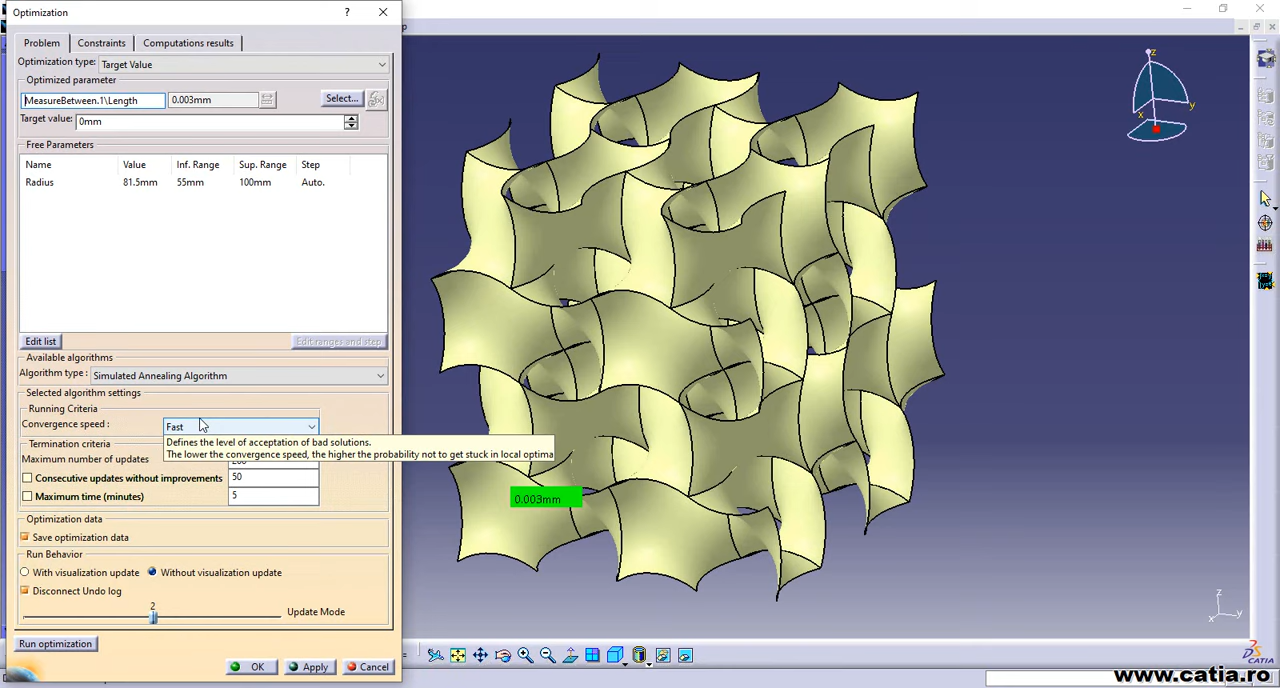 Optimization
?
Problem
Constraints
Computations results
Optimization type:
Target Value
Optimized parameter
MeasureBetween.1\Length
0.003mm
Select...
Target value:
0mm
Free Parameters
Name Value Inf. Range Sup. Range Step
Radius 81.5mm 55mm 100mm Auto.
Edit list
Edit ranges and step
Available algorithms
Algorithm type :
Simulated Annealing Algorithm
Selected algorithm settings
Running Criteria
Convergence speed :
Fast
Defines the level of acceptation of bad solutions.
The lower the convergence speed, the higher the probability not to get stuck in local optima
Termination criteria
Maximum number of updates
Consecutive updates without improvements
50
Maximum time (minutes)
5
Optimization data
Save optimization data
Run Behavior
With visualization update
Without visualization update
Disconnect Undo log
2
Update Mode
Run optimization
OK
Apply
Cancel
0.003mm
z
y
x
z
y
x
CATIA
www.catia.ro